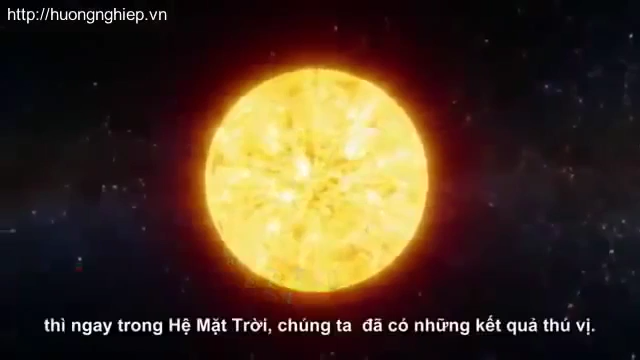 http://huongnghiep.vn
thì ngay trong Hệ Mặt Trời, chúng ta đã có những kết quả thú vị.